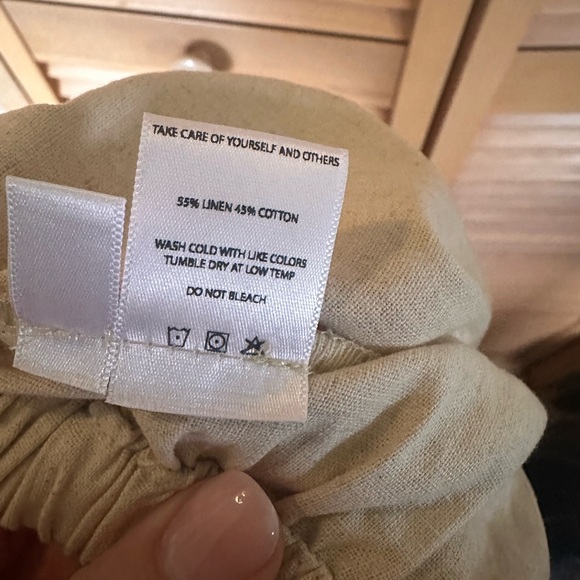 TAKE CARE OF YOURSELF AND OTHERS
55% LINEN 45% COTTON
WASH COLD WITH LIKE COLORS
TUMBLE DRY AT LOW TEMP
DO NOT BLEACH